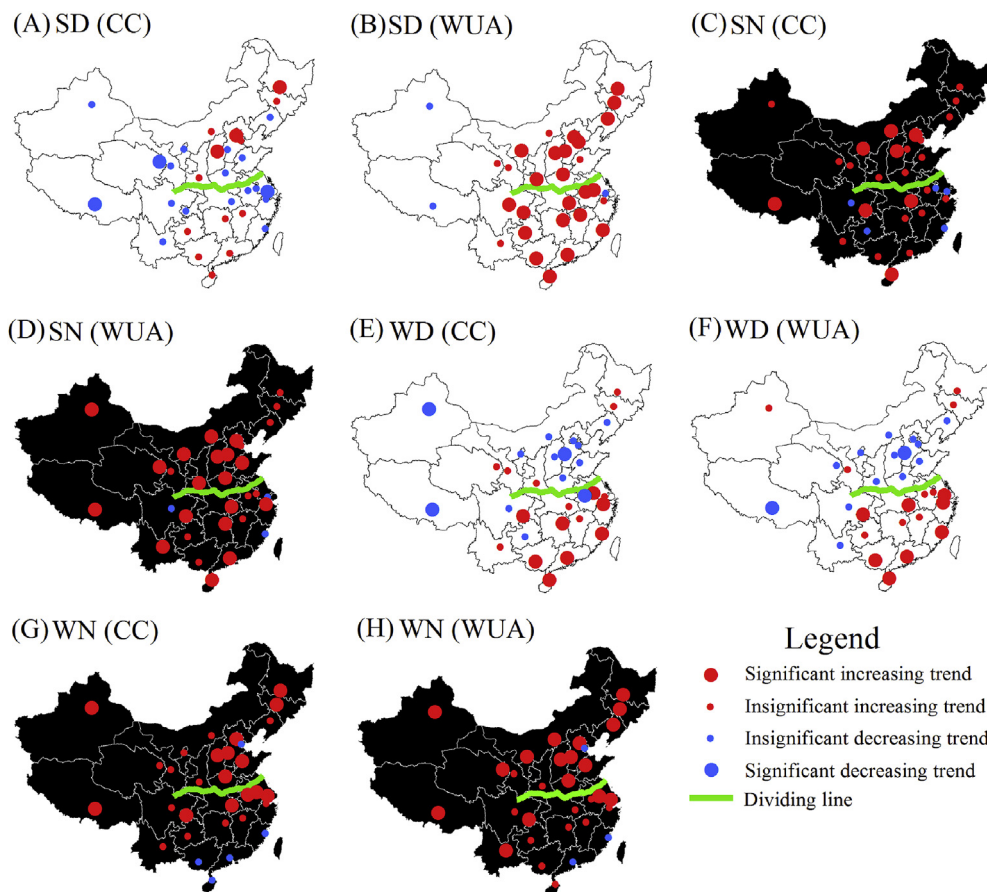 (A) SD (CC)
(B) SD (WUA)
(C) SN (CC)
(D) SN (WUA)
(E) WD (CC)
(F) WD (WUA)
(G) WN (CC)
(H) WN (WUA)
Legend
Significant increasing trend
Insignificant increasing trend
Insignificant decreasing trend
Significant decreasing trend
Dividing line